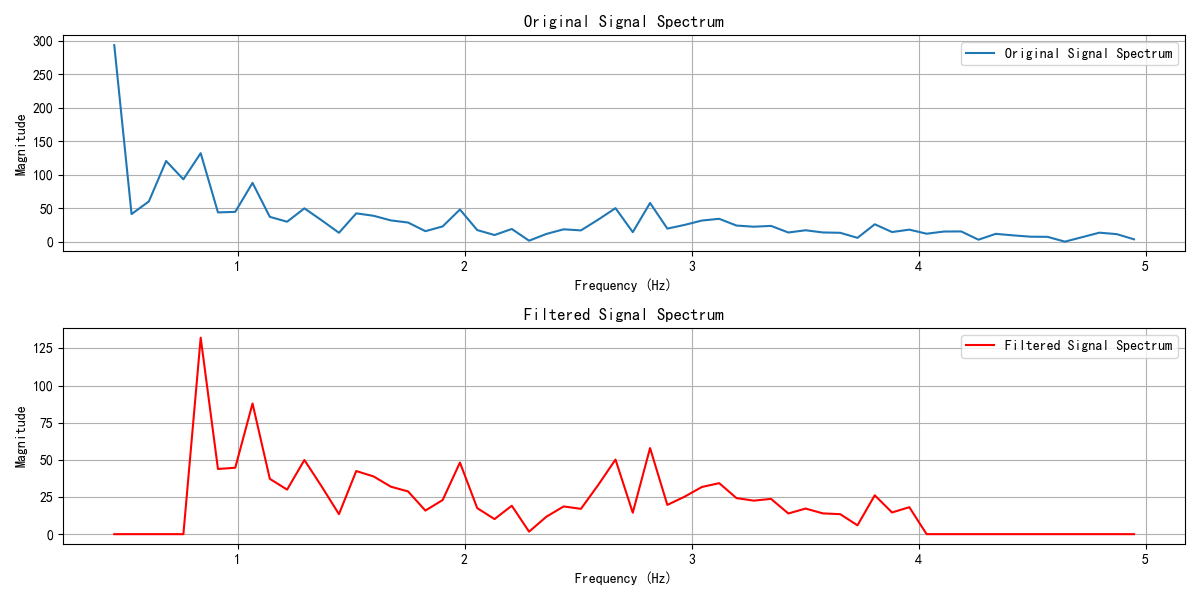 Original Signal Spectrum
300
250
200
150
100
50
0
Magnitude
Original Signal Spectrum
1 2 3 4 5
Frequency (Hz)
Filtered Signal Spectrum
125
100
75
50
25
0
Magnitude
Filtered Signal Spectrum
1 2 3 4 5
Frequency (Hz)